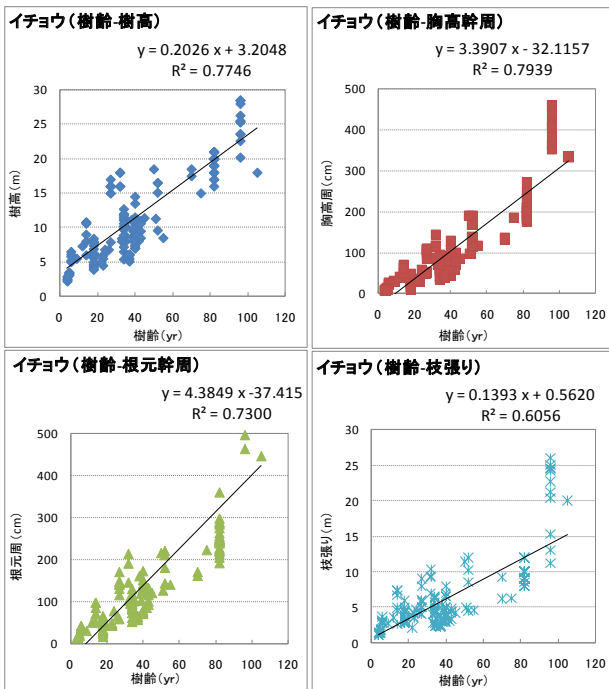 イチョウ(樹齢-樹高)
y = 0.2026 x + 3.2048
R² = 0.7746
30
25
20
15
10
5
0
樹高(m)
0 20 40 60 80 100 120
樹齢(yr)
イチョウ(樹齢-胸高幹周)
y = 3.3907 x - 32.1157
R² = 0.7939
500
400
300
200
100
0
胸高周(cm)
0 20 40 60 80 100 120
樹齢(yr)
イチョウ(樹齢-根元幹周)
y = 4.3849 x -37.415
R² = 0.7300
500
400
300
200
100
0
根元周(cm)
0 20 40 60 80 100 120
樹齢(yr)
イチョウ(樹齢-枝張り)
y = 0.1393 x + 0.5620
R² = 0.6056
30
25
20
15
10
5
0
枝張り(m)
0 20 40 60 80 100 120
樹齢(yr)